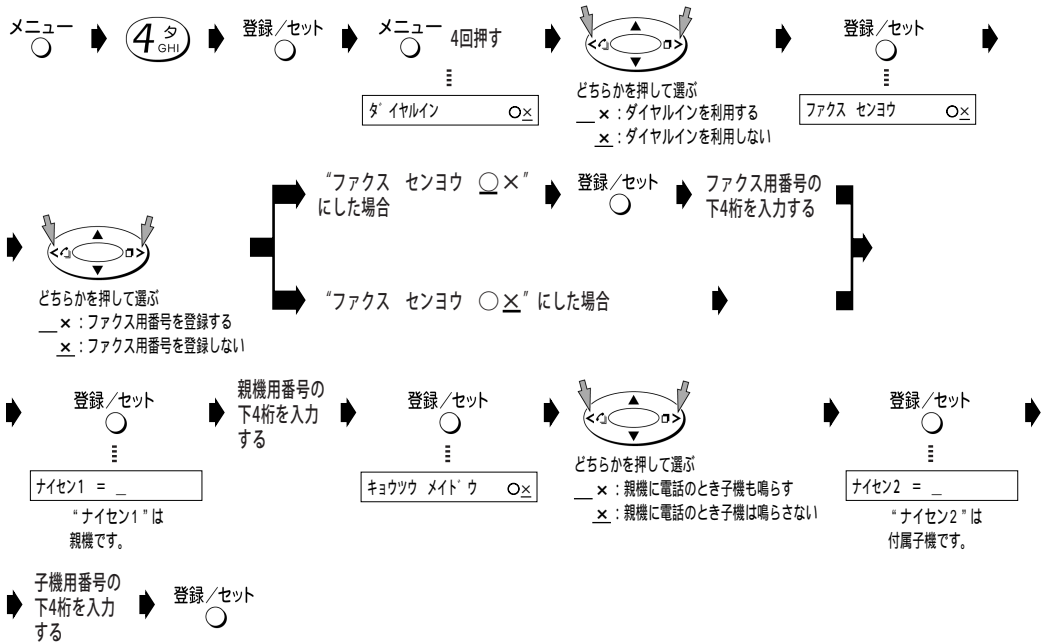 メニュー
4 タ GHI
登録／セット
メニュー 4回押す
ダイヤルイン ○×
どちらかを押して選ぶ
× : ダイヤルインを利用する
× : ダイヤルインを利用しない
登録／セット
ファクス センヨウ ○×
どちらかを押して選ぶ
× : ファクス用番号を登録する
× : ファクス用番号を登録しない
“ファクス センヨウ ○×”
にした場合
登録／セット
ファクス用番号の
下4桁を入力する
“ファクス センヨウ ○×”にした場合
登録／セット
ナイセン1 = _
“ナイセン1”は
親機です。
親機用番号の
下4桁を入力
する
登録／セット
キョウツウ メイドウ ○×
どちらかを押して選ぶ
× : 親機に電話のとき子機も鳴らす
× : 親機に電話のとき子機は鳴らさない
登録／セット
ナイセン2 = _
“ナイセン2”は
付属子機です。
子機用番号の
下4桁を入力
する
登録／セット